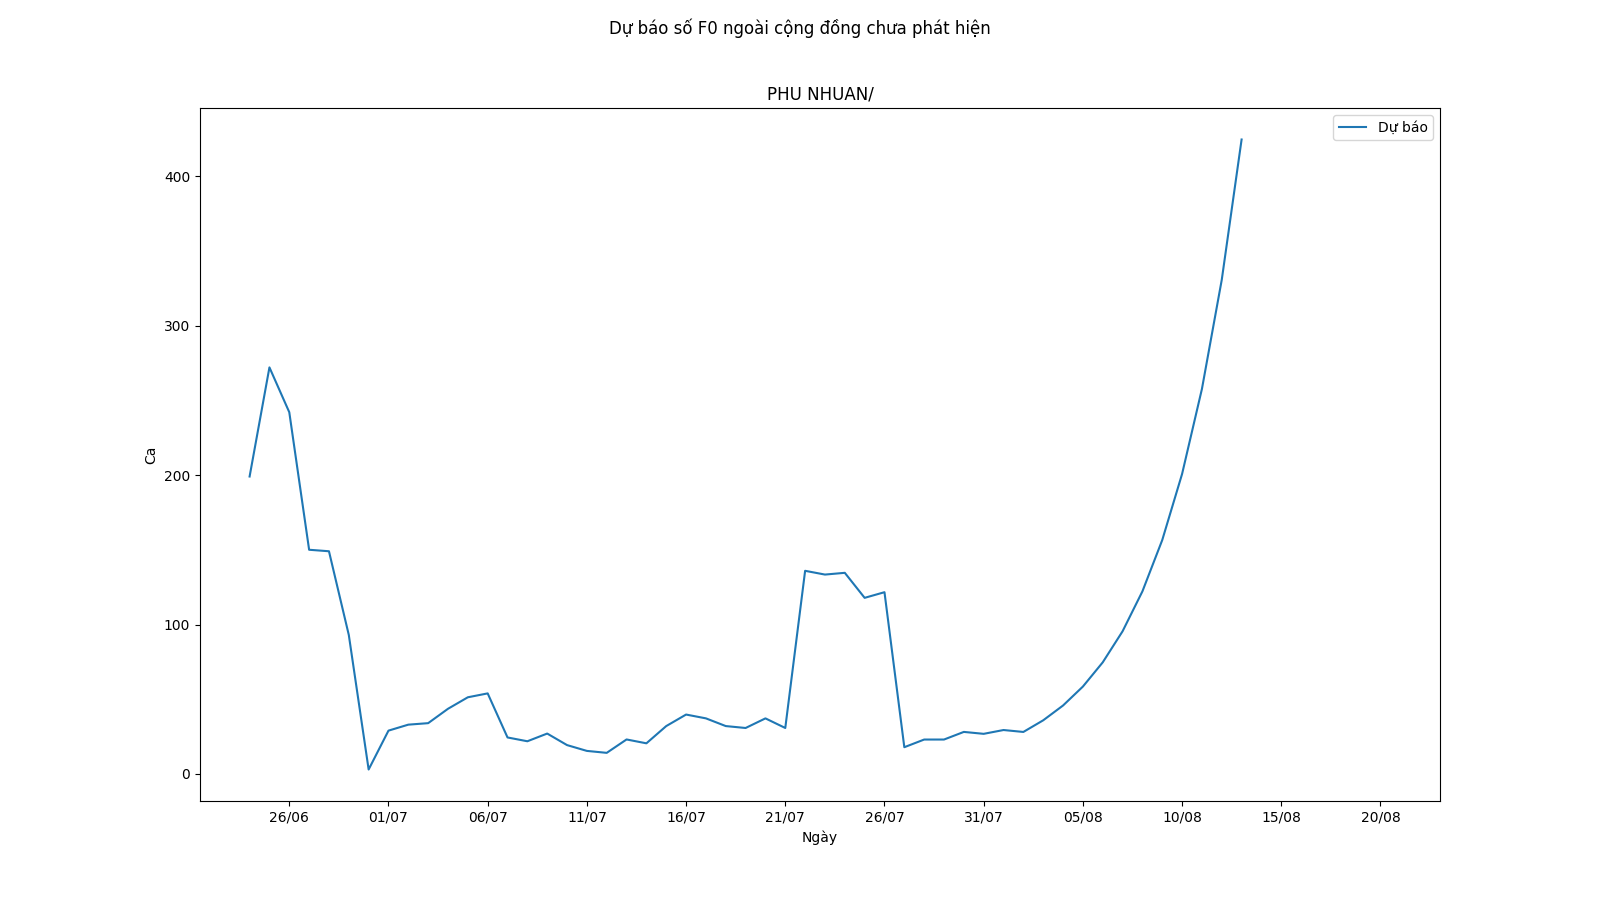 Dự báo số F0 ngoài cộng đồng chưa phát hiện
PHU NHUAN/
Dự báo
400
300
200
100
0
Ca
26/06 01/07 06/07 11/07 16/07 21/07 26/07 31/07 05/08 10/08 15/08 20/08
Ngày